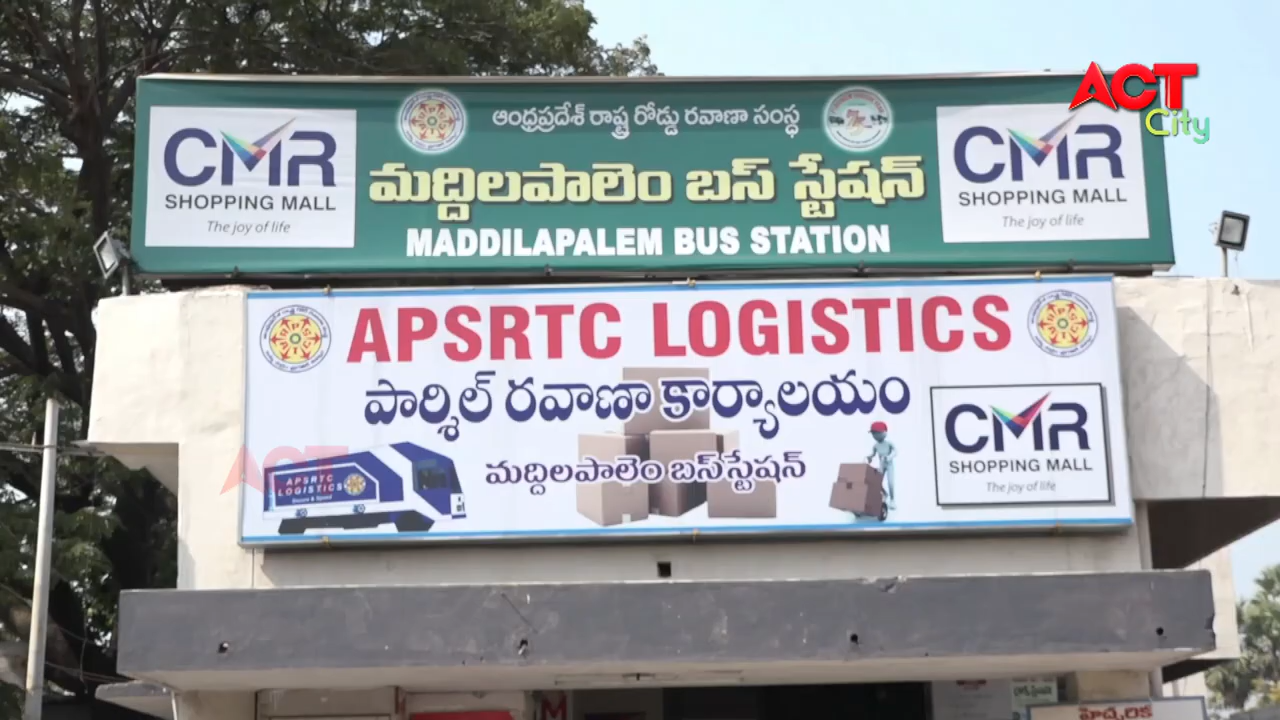 ACT
City
ఆంధ్రప్రదేశ్ రాష్ట్ర రోడ్డు రవాణా సంస్థ
CMR
SHOPPING MALL
The joy of life
మద్దిలపాలెం బస్ స్టేషన్
MADDILAPALEM BUS STATION
CMR
SHOPPING MALL
The joy of life
APSRTC LOGISTICS
పార్శిల్ రవాణా కార్యాలయం
మద్దిలపాలెం బస్‌స్టేషన్
ACT
APSRTC
LOGISTICS
CMR
SHOPPING MALL
The joy of life
M
హెచ్చరిక